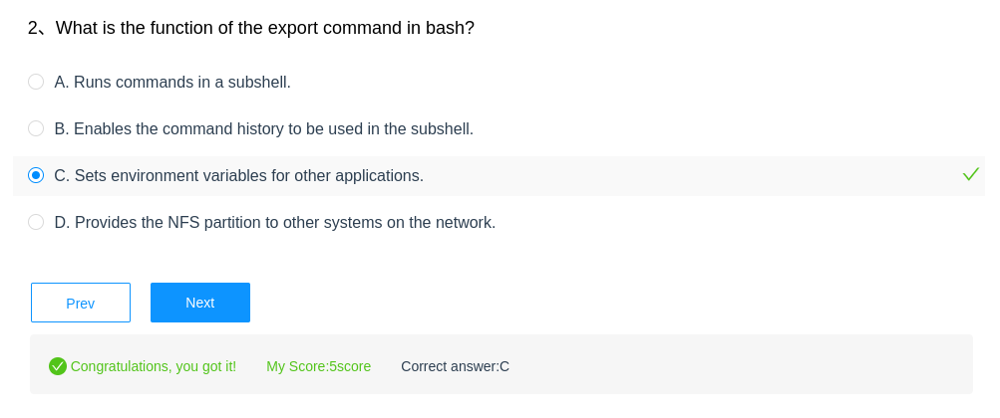 2、What is the function of the export command in bash?
A. Runs commands in a subshell.
B. Enables the command history to be used in the subshell.
C. Sets environment variables for other applications.
D. Provides the NFS partition to other systems on the network.
Prev Next
Congratulations, you got it! My Score:5score Correct answer:C